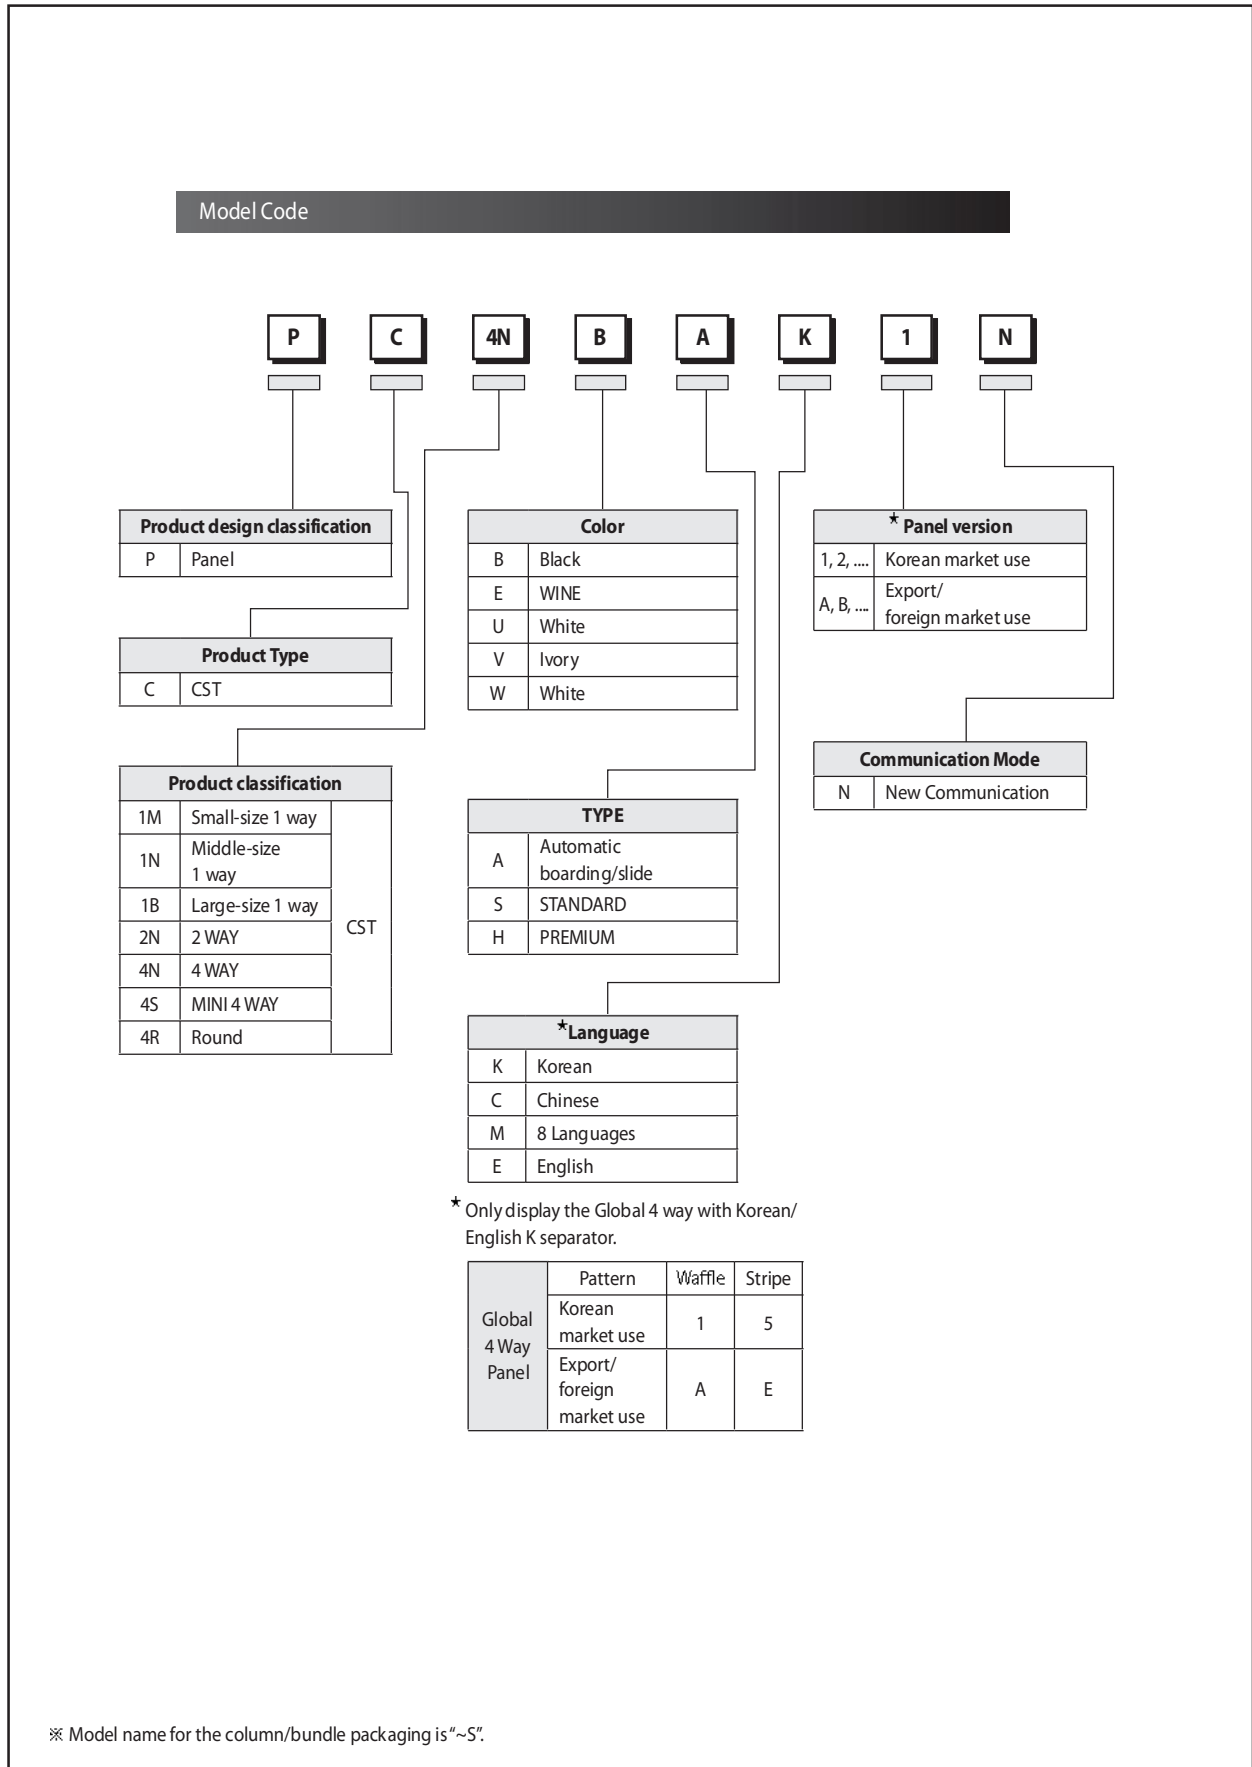 Model Code
P C 4N B A K 1 N
Product design classification
P Panel
Product Type
C CST
Product classification
1M Small-size 1 way
1N Middle-size
1 way
1B Large-size 1 way
2N 2 WAY
4N 4 WAY
4S MINI 4 WAY
4R Round
CST
Color
B Black
E WINE
U White
V Ivory
W White
TYPE
A Automatic
boarding/slide
S STANDARD
H PREMIUM
★Language
K Korean
C Chinese
M 8 Languages
E English
★ Only display the Global 4 way with Korean/
English K separator.
Global
4 Way
Panel
Pattern Waffle Stripe
Korean
market use 1 5
Export/
foreign
market use A E
★ Panel version
1, 2, .... Korean market use
A, B, .... Export/
foreign market use
Communication Mode
N New Communication
※ Model name for the column/bundle packaging is “~S”.